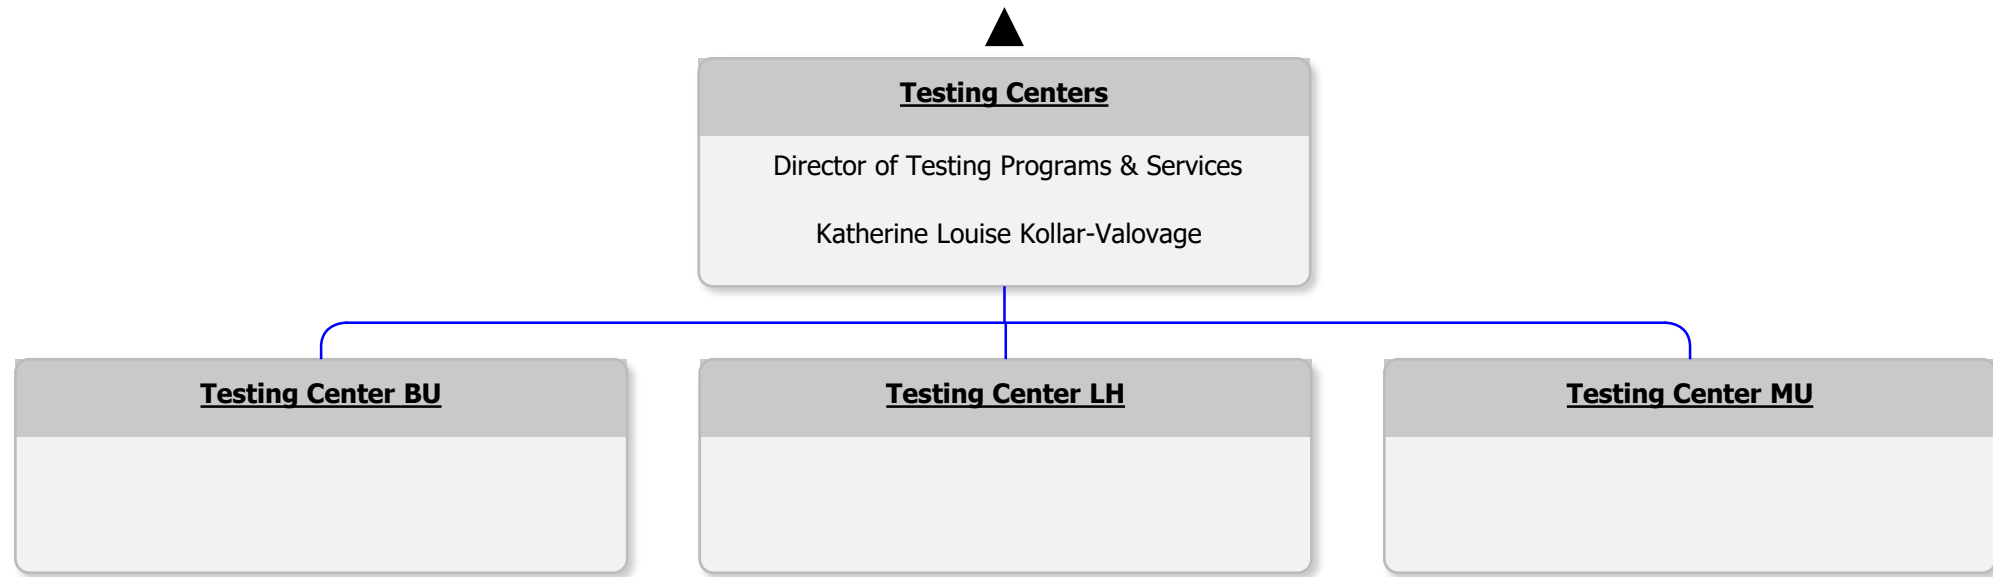 Testing Centers
Director of Testing Programs & Services
Katherine Louise Kollar-Valovage
Testing Center BU
Testing Center LH
Testing Center MU